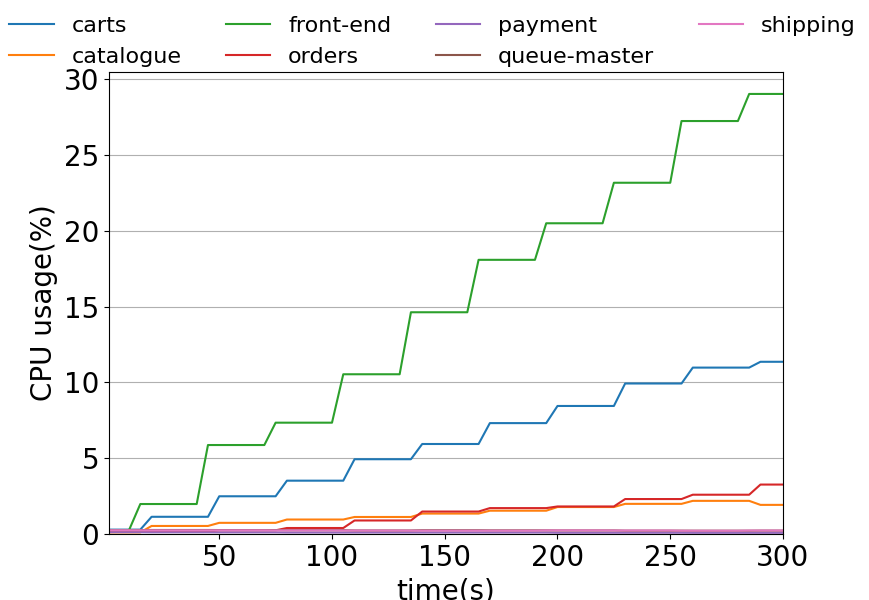 carts front-end payment shipping
catalogue orders queue-master
30
25
20
15
10
5
0
50 100 150 200 250 300
CPU usage(%)
time(s)